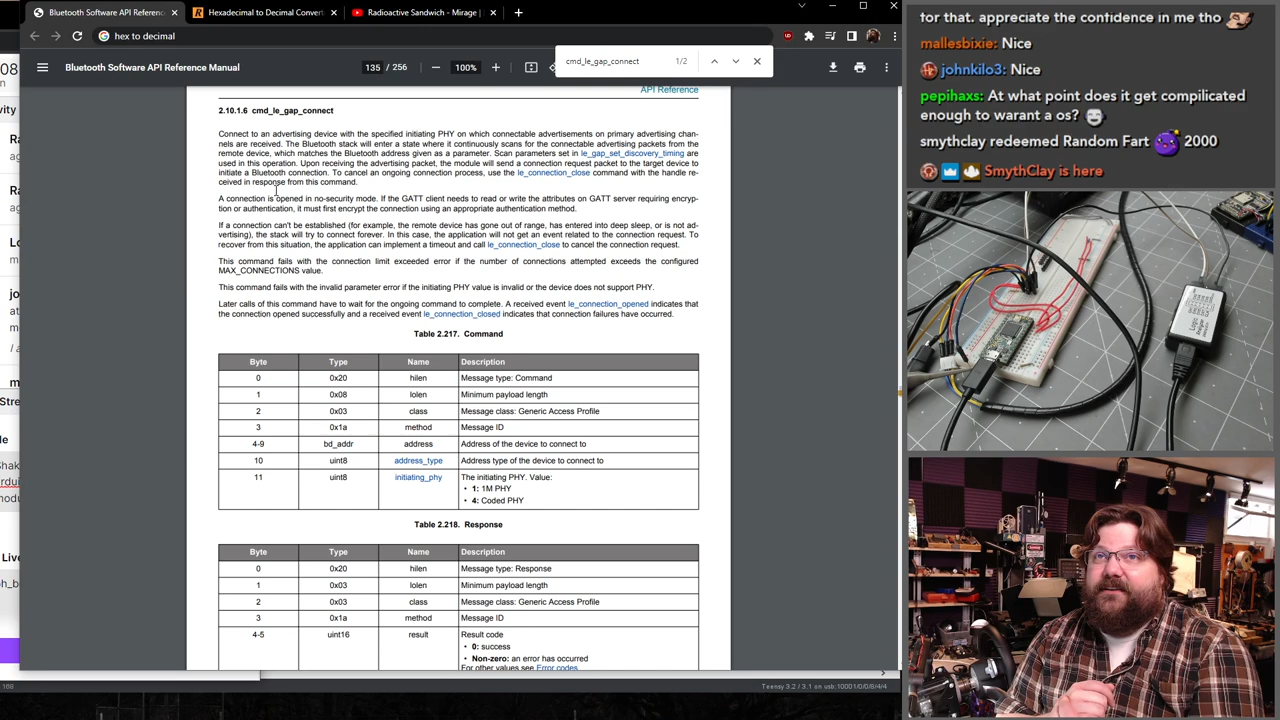 Bluetooth Software API Referenc
Hexadecimal to Decimal Convert
Radioactive Sandwich - Mirage |
hex to decimal
Bluetooth Software API Reference Manual
135 / 256
100%
cmd_le_gap_connect
1/2
API Reference
2.10.1.6 cmd_le_gap_connect
Connect to an advertising device with the specified initiating PHY on which connectable advertisements on primary advertising chan-
nels are received. The Bluetooth stack will enter a state where it continuously scans for the connectable advertising packets from the
remote device, which matches the Bluetooth address given as a parameter. Scan parameters set in le_gap_set_discovery_timing are
used in this operation. Upon receiving the advertising packet, the module will send a connection request packet to the target device to
initiate a Bluetooth connection. To cancel an ongoing connection process, use the le_connection_close command with the handle re-
ceived in response from this command.
A connection is opened in no-security mode. If the GATT client needs to read or write the attributes on GATT server requiring encryp-
tion or authentication, it must first encrypt the connection using an appropriate authentication method.
If a connection can't be established (for example, the remote device has gone out of range, has entered into deep sleep, or is not ad-
vertising), the stack will try to connect forever. In this case, the application will not get an event related to the connection request. To
recover from this situation, the application can implement a timeout and call le_connection_close to cancel the connection request.
This command fails with the connection limit exceeded error if the number of connections attempted exceeds the configured
MAX_CONNECTIONS value.
This command fails with the invalid parameter error if the initiating PHY value is invalid or the device does not support PHY.
Later calls of this command have to wait for the ongoing command to complete. A received event le_connection_opened indicates that
the connection opened successfully and a received event le_connection_closed indicates that connection failures have occurred.
Table 2.217. Command
Byte Type Name Description
0 0x20 hilen Message type: Command
1 0x08 lolen Minimum payload length
2 0x03 class Message class: Generic Access Profile
3 0x1a method Message ID
4-9 bd_addr address Address of the device to connect to
10 uint8 address_type Address type of the device to connect to
11 uint8 initiating_phy The initiating PHY. Value:
• 1: 1M PHY
• 4: Coded PHY
Table 2.218. Response
Byte Type Name Description
0 0x20 hilen Message type: Response
1 0x03 lolen Minimum payload length
2 0x03 class Message class: Generic Access Profile
3 0x1a method Message ID
4-5 uint16 result Result code
• 0: success
• Non-zero: an error has occurred
For other values see Error codes
Teensy 3.2 / 3.1 on usb:10001/0/0/8/4/4
for that. appreciate the confidence in me tho
mallesbixie: Nice
johnkilo3: Nice
pepihaxs: At what point does it get complicated
enough to warant a os?
smythclay redeemed Random Fart 2000
SmythClay is here